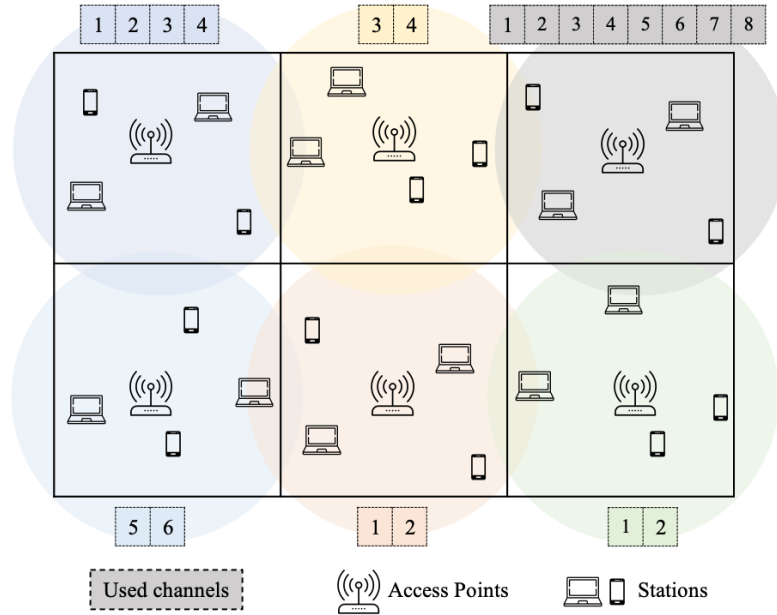 1 2 3 4
3 4
1 2 3 4 5 6 7 8
5 6
1 2
1 2
Used channels
Access Points
Stations